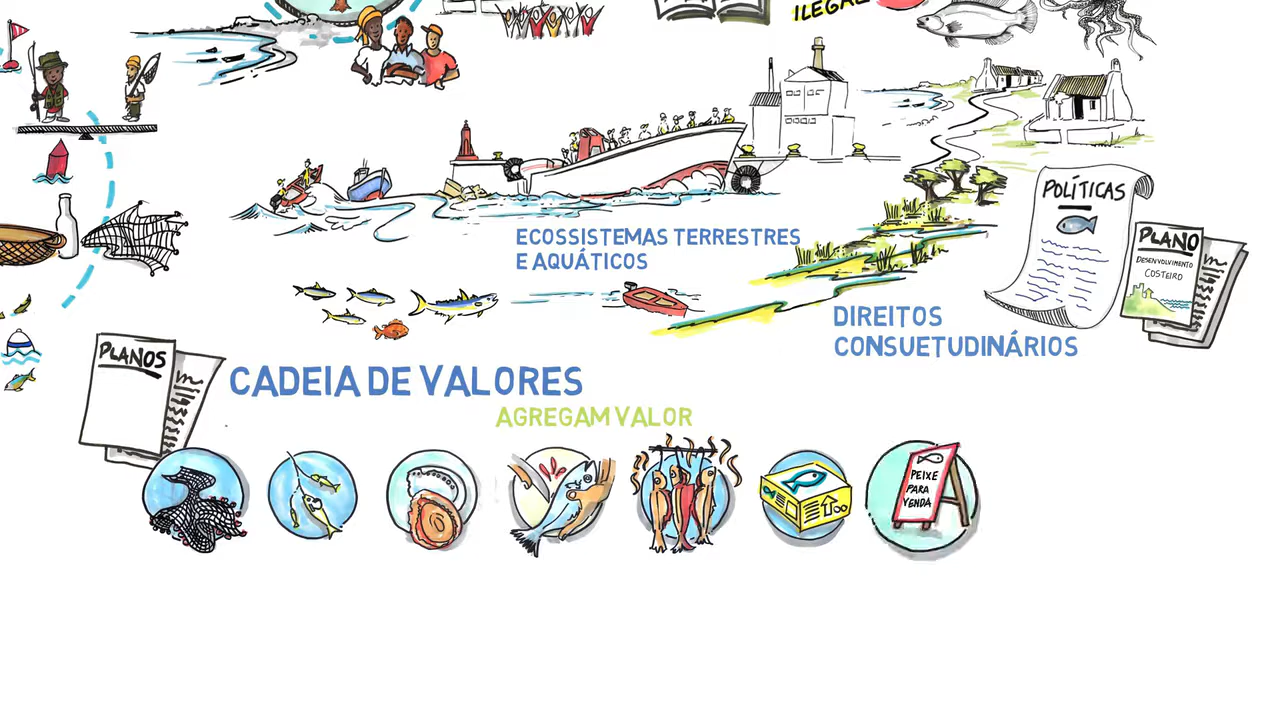 ILEGAL
POLÍTICAS
PLANO
DESENVOLVIMENTO
COSTEIRO
ECOSSISTEMAS TERRESTRES
E AQUÁTICOS
DIREITOS
CONSUETUDINÁRIOS
PLANOS
CADEIA DE VALORES
AGREGAM VALOR
PEIXE
PARA
VENDA